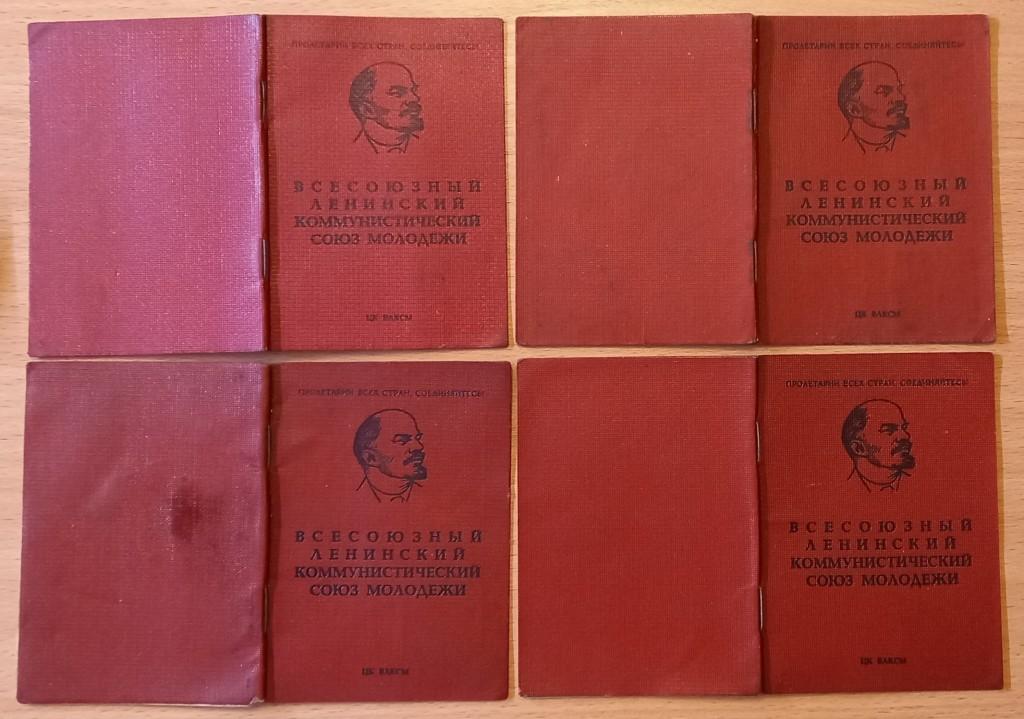 ПРОЛЕТАРИИ ВСЕХ СТРАН, СОЕДИНЯЙТЕСЬ!
ВСЕСОЮЗНЫЙ
ЛЕНИНСКИЙ
КОММУНИСТИЧЕСКИЙ
СОЮЗ МОЛОДЕЖИ
ЦК ВЛКСМ
ПРОЛЕТАРИИ ВСЕХ СТРАН, СОЕДИНЯЙТЕСЬ!
ВСЕСОЮЗНЫЙ
ЛЕНИНСКИЙ
КОММУНИСТИЧЕСКИЙ
СОЮЗ МОЛОДЕЖИ
ЦК ВЛКСМ
ПРОЛЕТАРИИ ВСЕХ СТРАН, СОЕДИНЯЙТЕСЬ!
ВСЕСОЮЗНЫЙ
ЛЕНИНСКИЙ
КОММУНИСТИЧЕСКИЙ
СОЮЗ МОЛОДЕЖИ
ЦК ВЛКСМ
ПРОЛЕТАРИИ ВСЕХ СТРАН, СОЕДИНЯЙТЕСЬ!
ВСЕСОЮЗНЫЙ
ЛЕНИНСКИЙ
КОММУНИСТИЧЕСКИЙ
СОЮЗ МОЛОДЕЖИ
ЦК ВЛКСМ